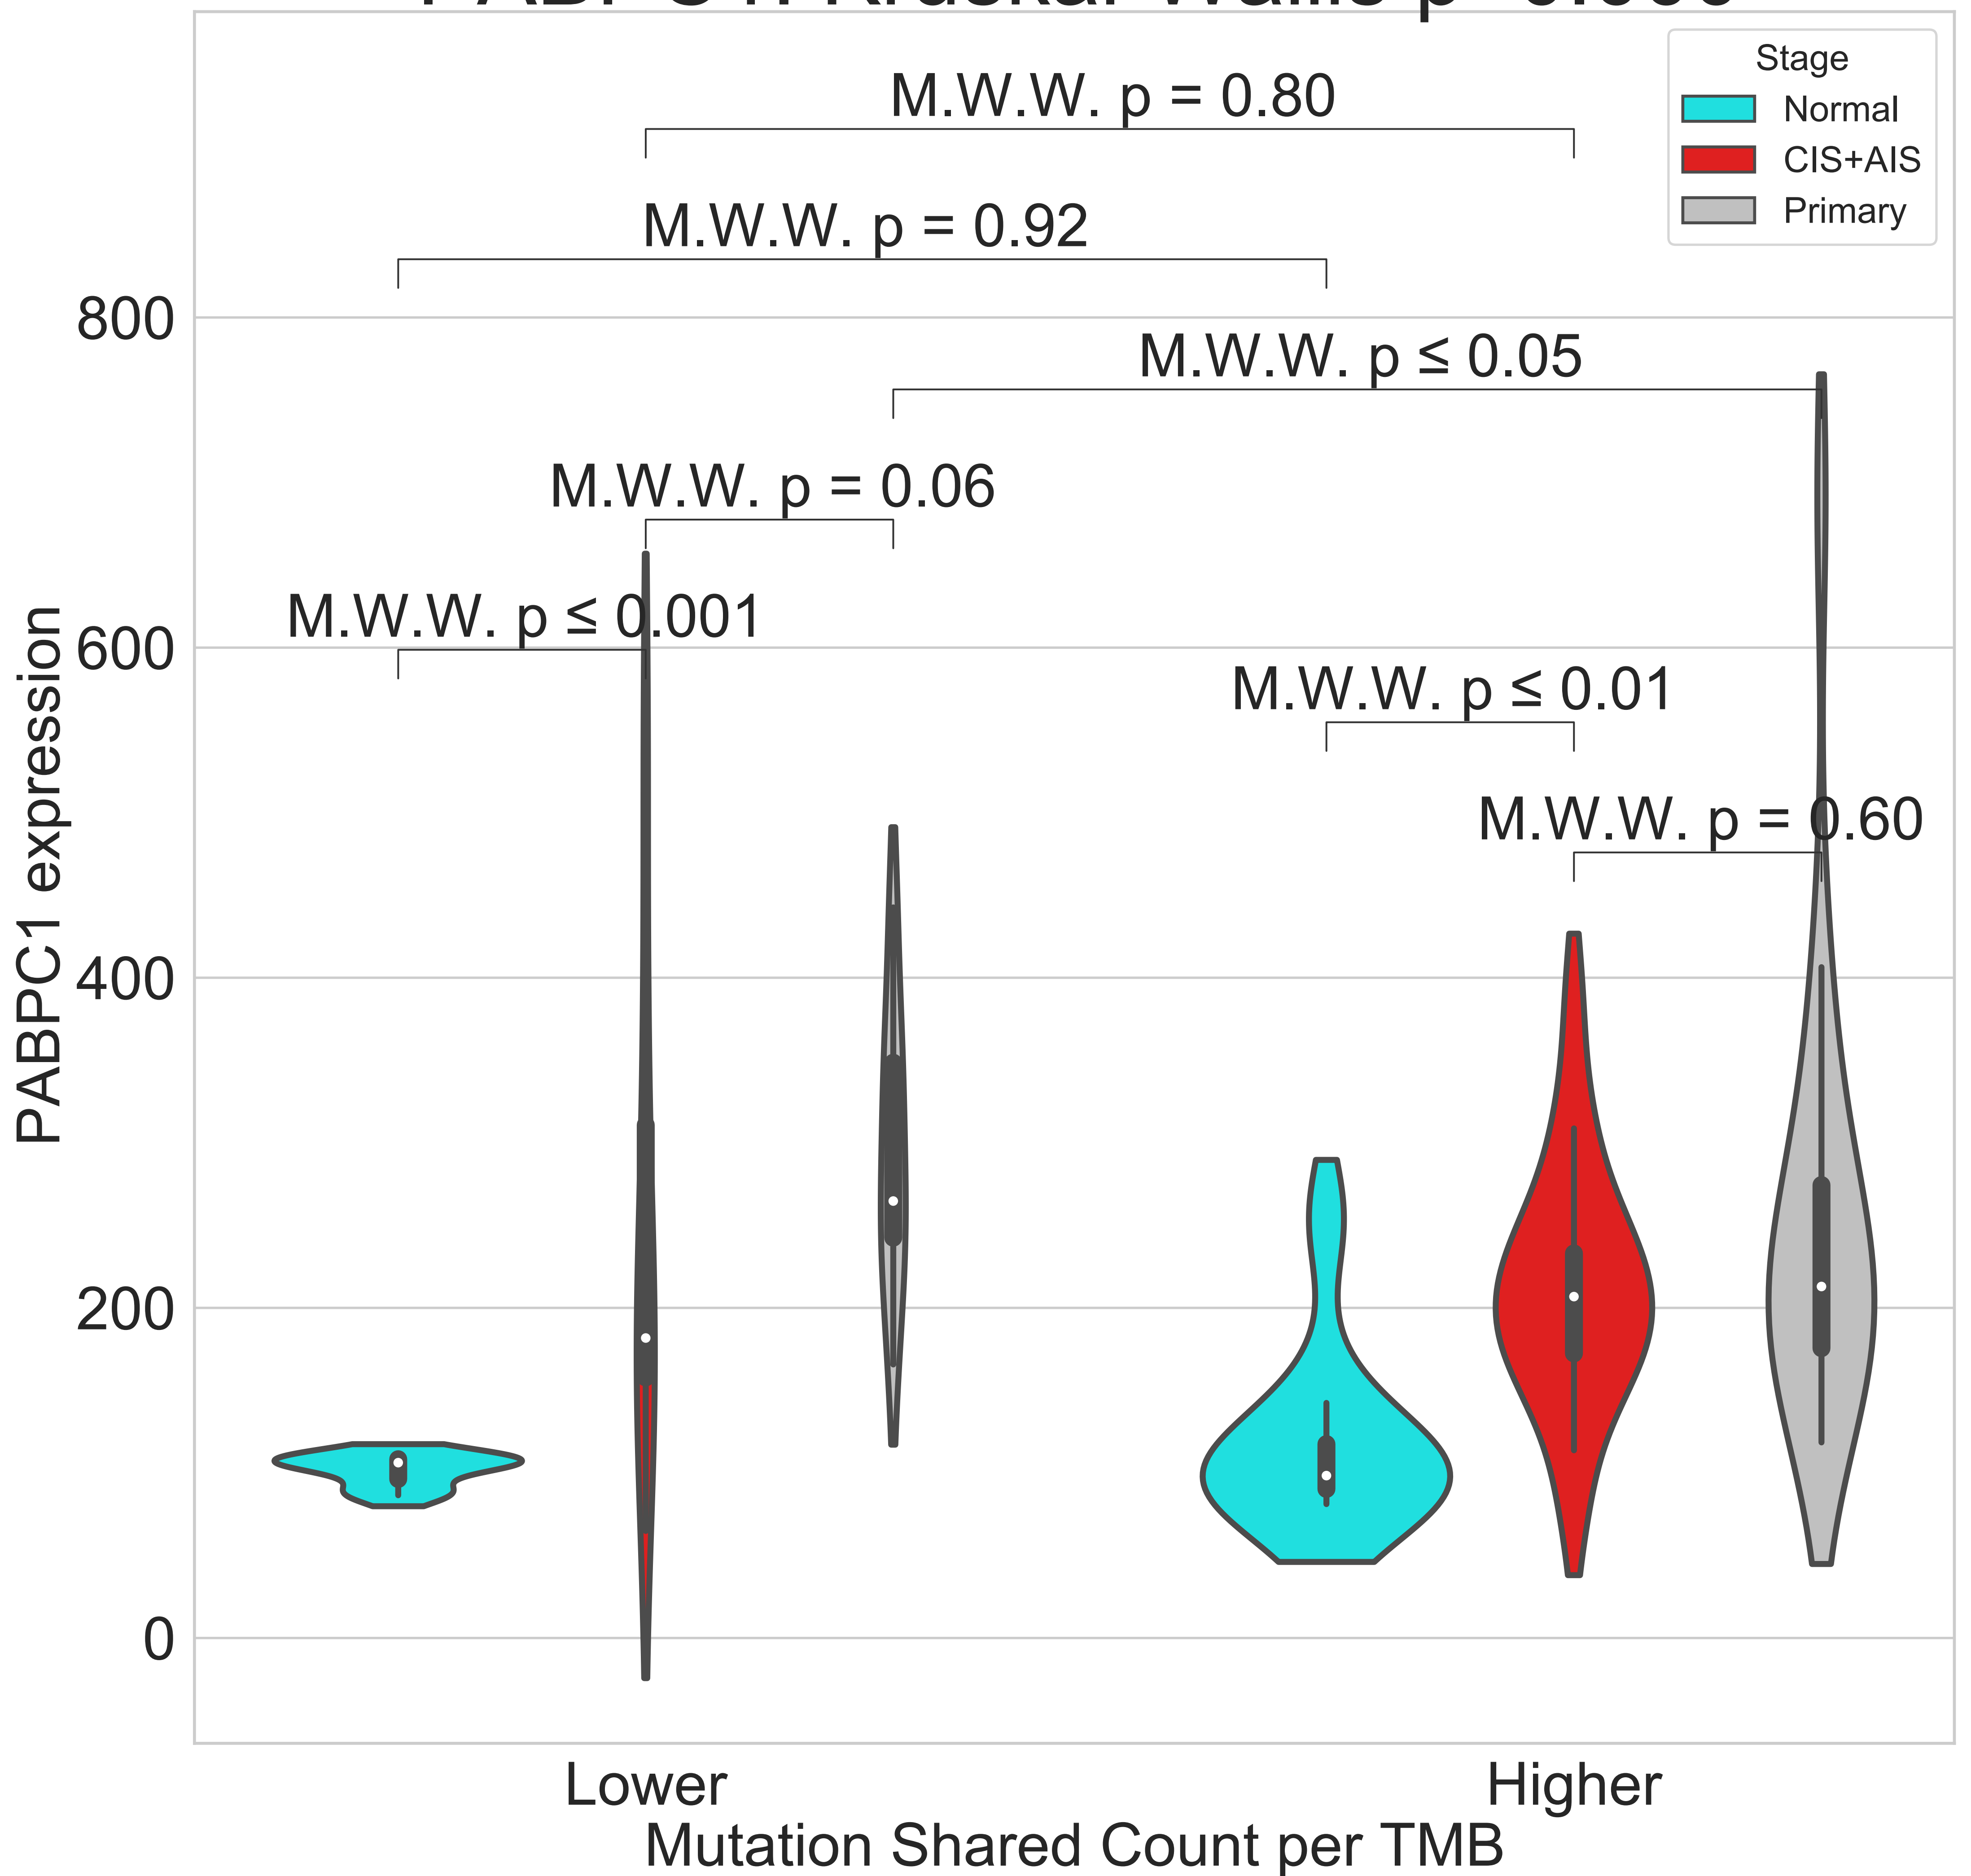 Stage
Normal
CIS+AIS
Primary
M.W.W. p = 0.80
M.W.W. p = 0.92
800
M.W.W. p ≤ 0.05
M.W.W. p = 0.06
M.W.W. p ≤ 0.001
600
M.W.W. p ≤ 0.01
M.W.W. p = 0.60
400
200
0
PABPC1 expression
Lower
Higher
Mutation Shared Count per TMB